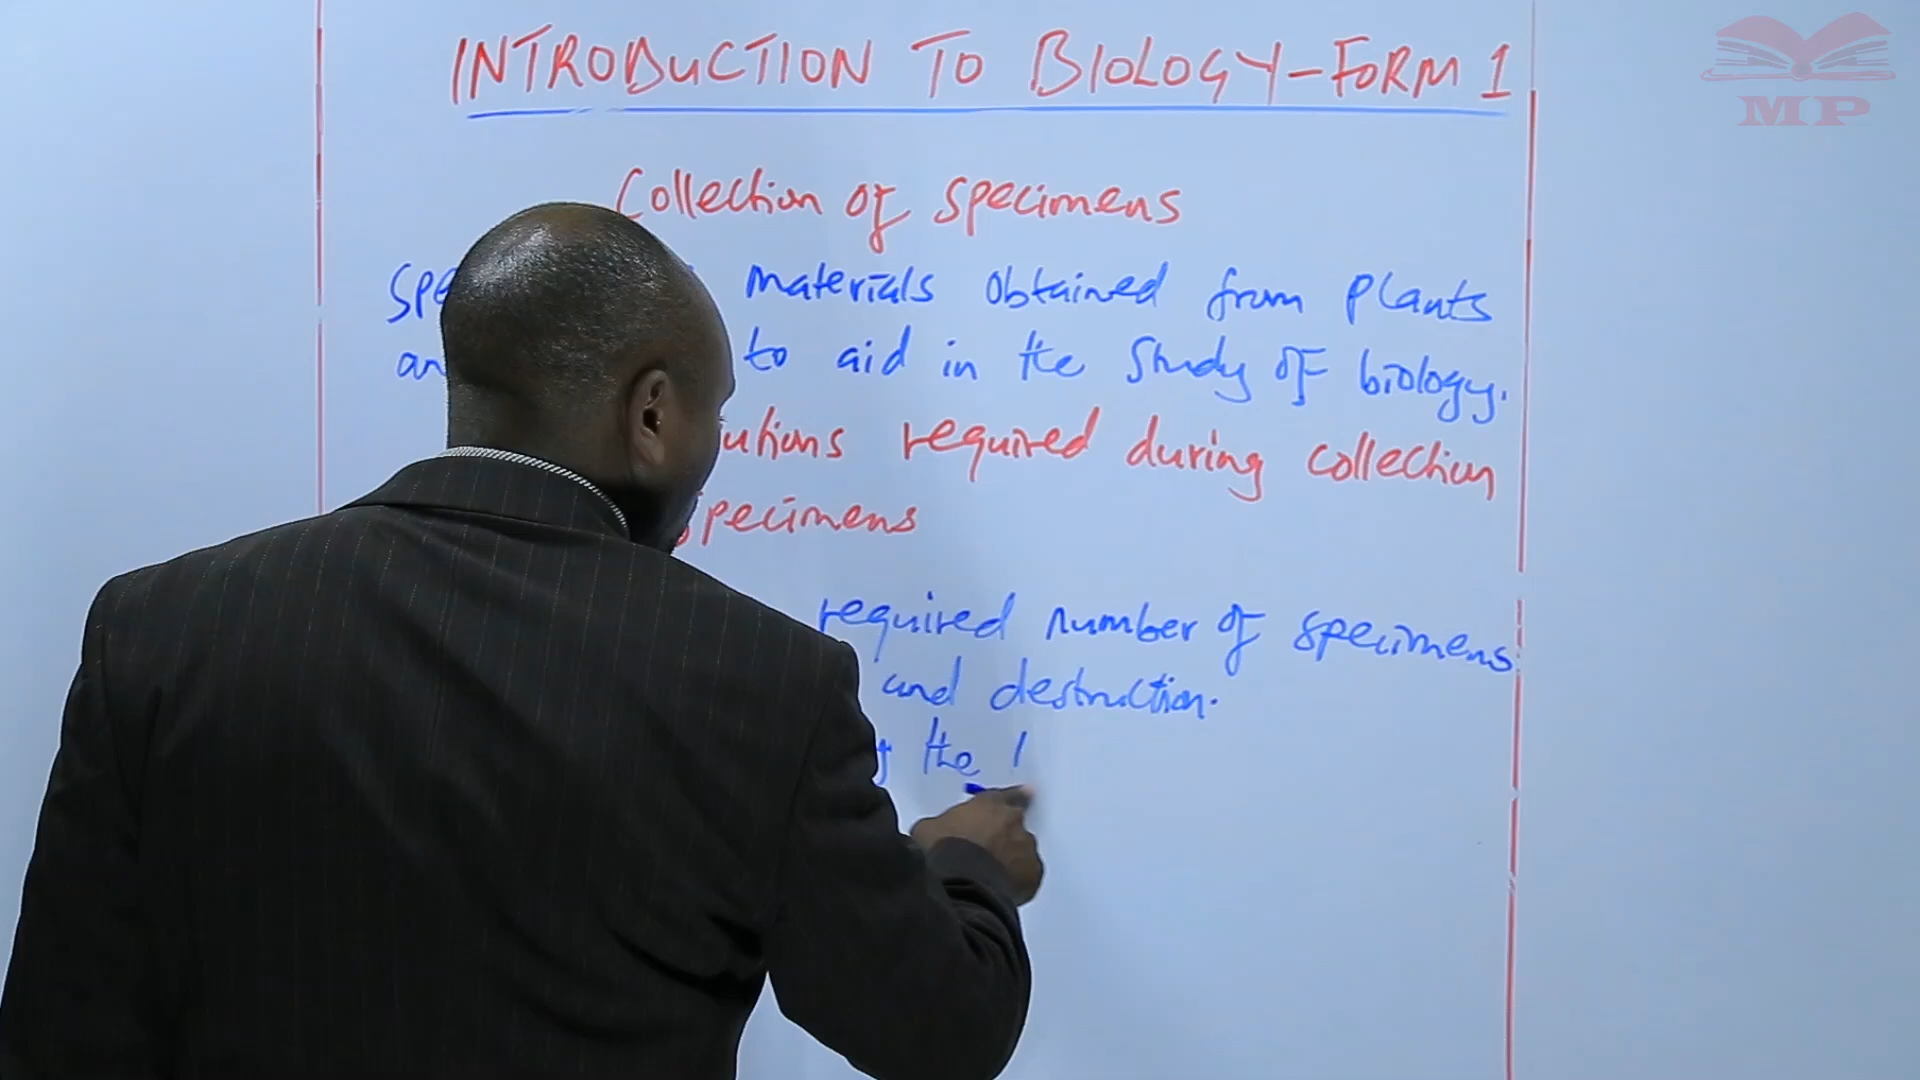 INTRODUCTION TO BIOLOGY-FORM 1
MP
Collection of specimens
materials obtained from plants
to aid in the study of biology.
required during collection
specimens
required number of specimens
and destruction.
the